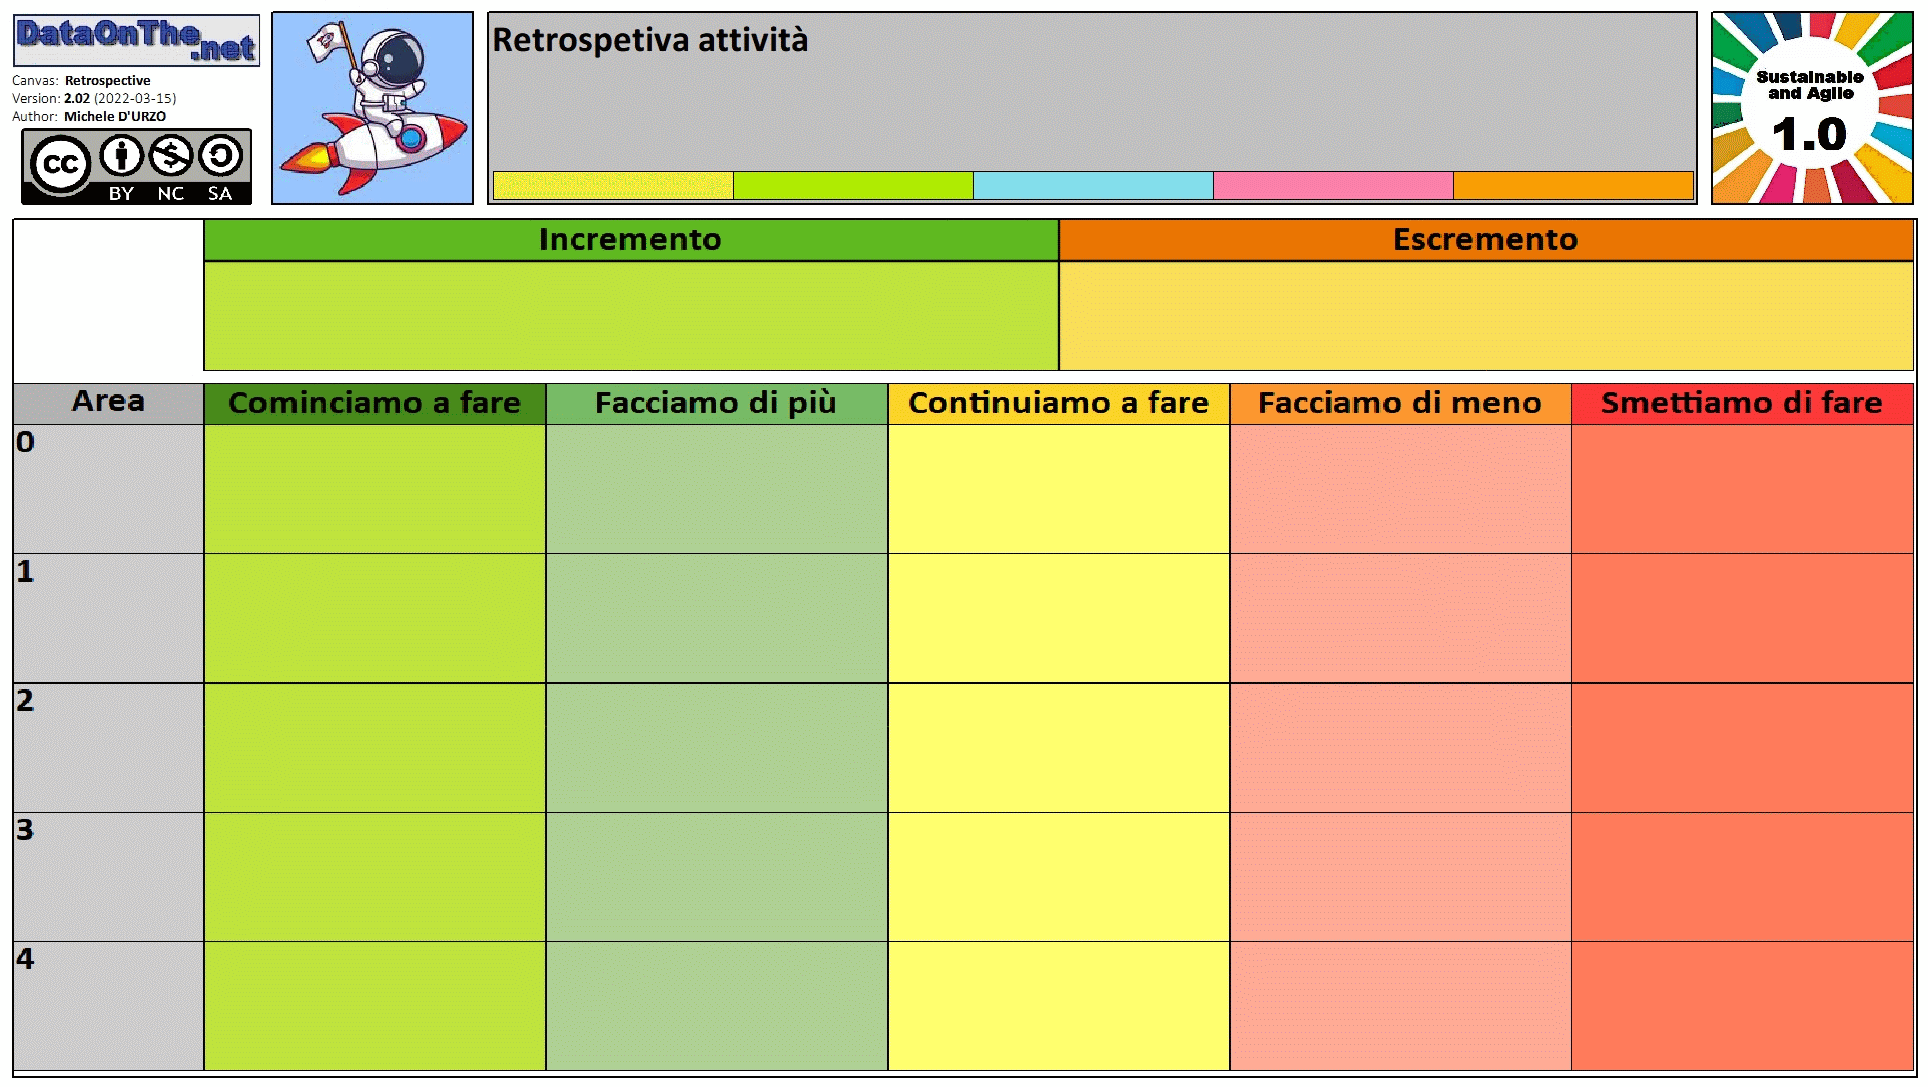 DataOnThe
.net
Canvas: Retrospective
Version: 2.02 (2022-03-15)
Author: Michele D'URZO
cc
BY NC SA
Retrospetiva attività
Sustainable
and Agile
1.0
Incremento Escremento
Area Cominciamo a fare Facciamo di più Continuiamo a fare Facciamo di meno Smettiamo di fare
0
1
2
3
4